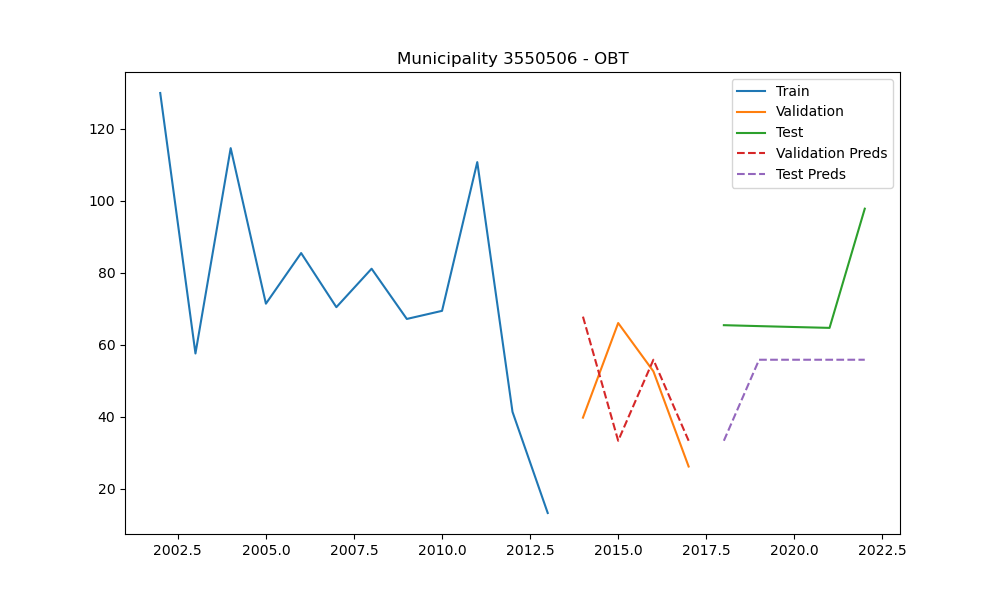 Municipality 3550506 - OBT
Train
Validation
Test
Validation Preds
Test Preds
120
100
80
60
40
20
2002.5 2005.0 2007.5 2010.0 2012.5 2015.0 2017.5 2020.0 2022.5